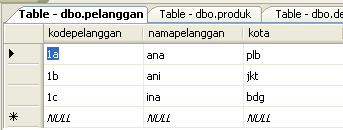 Table - dbo.pelanggan Table - dbo.produk Table - dbo.de
kodepelanggan namapelanggan kota
1a ana plb
1b ani jkt
1c ina bdg
NULL NULL NULL